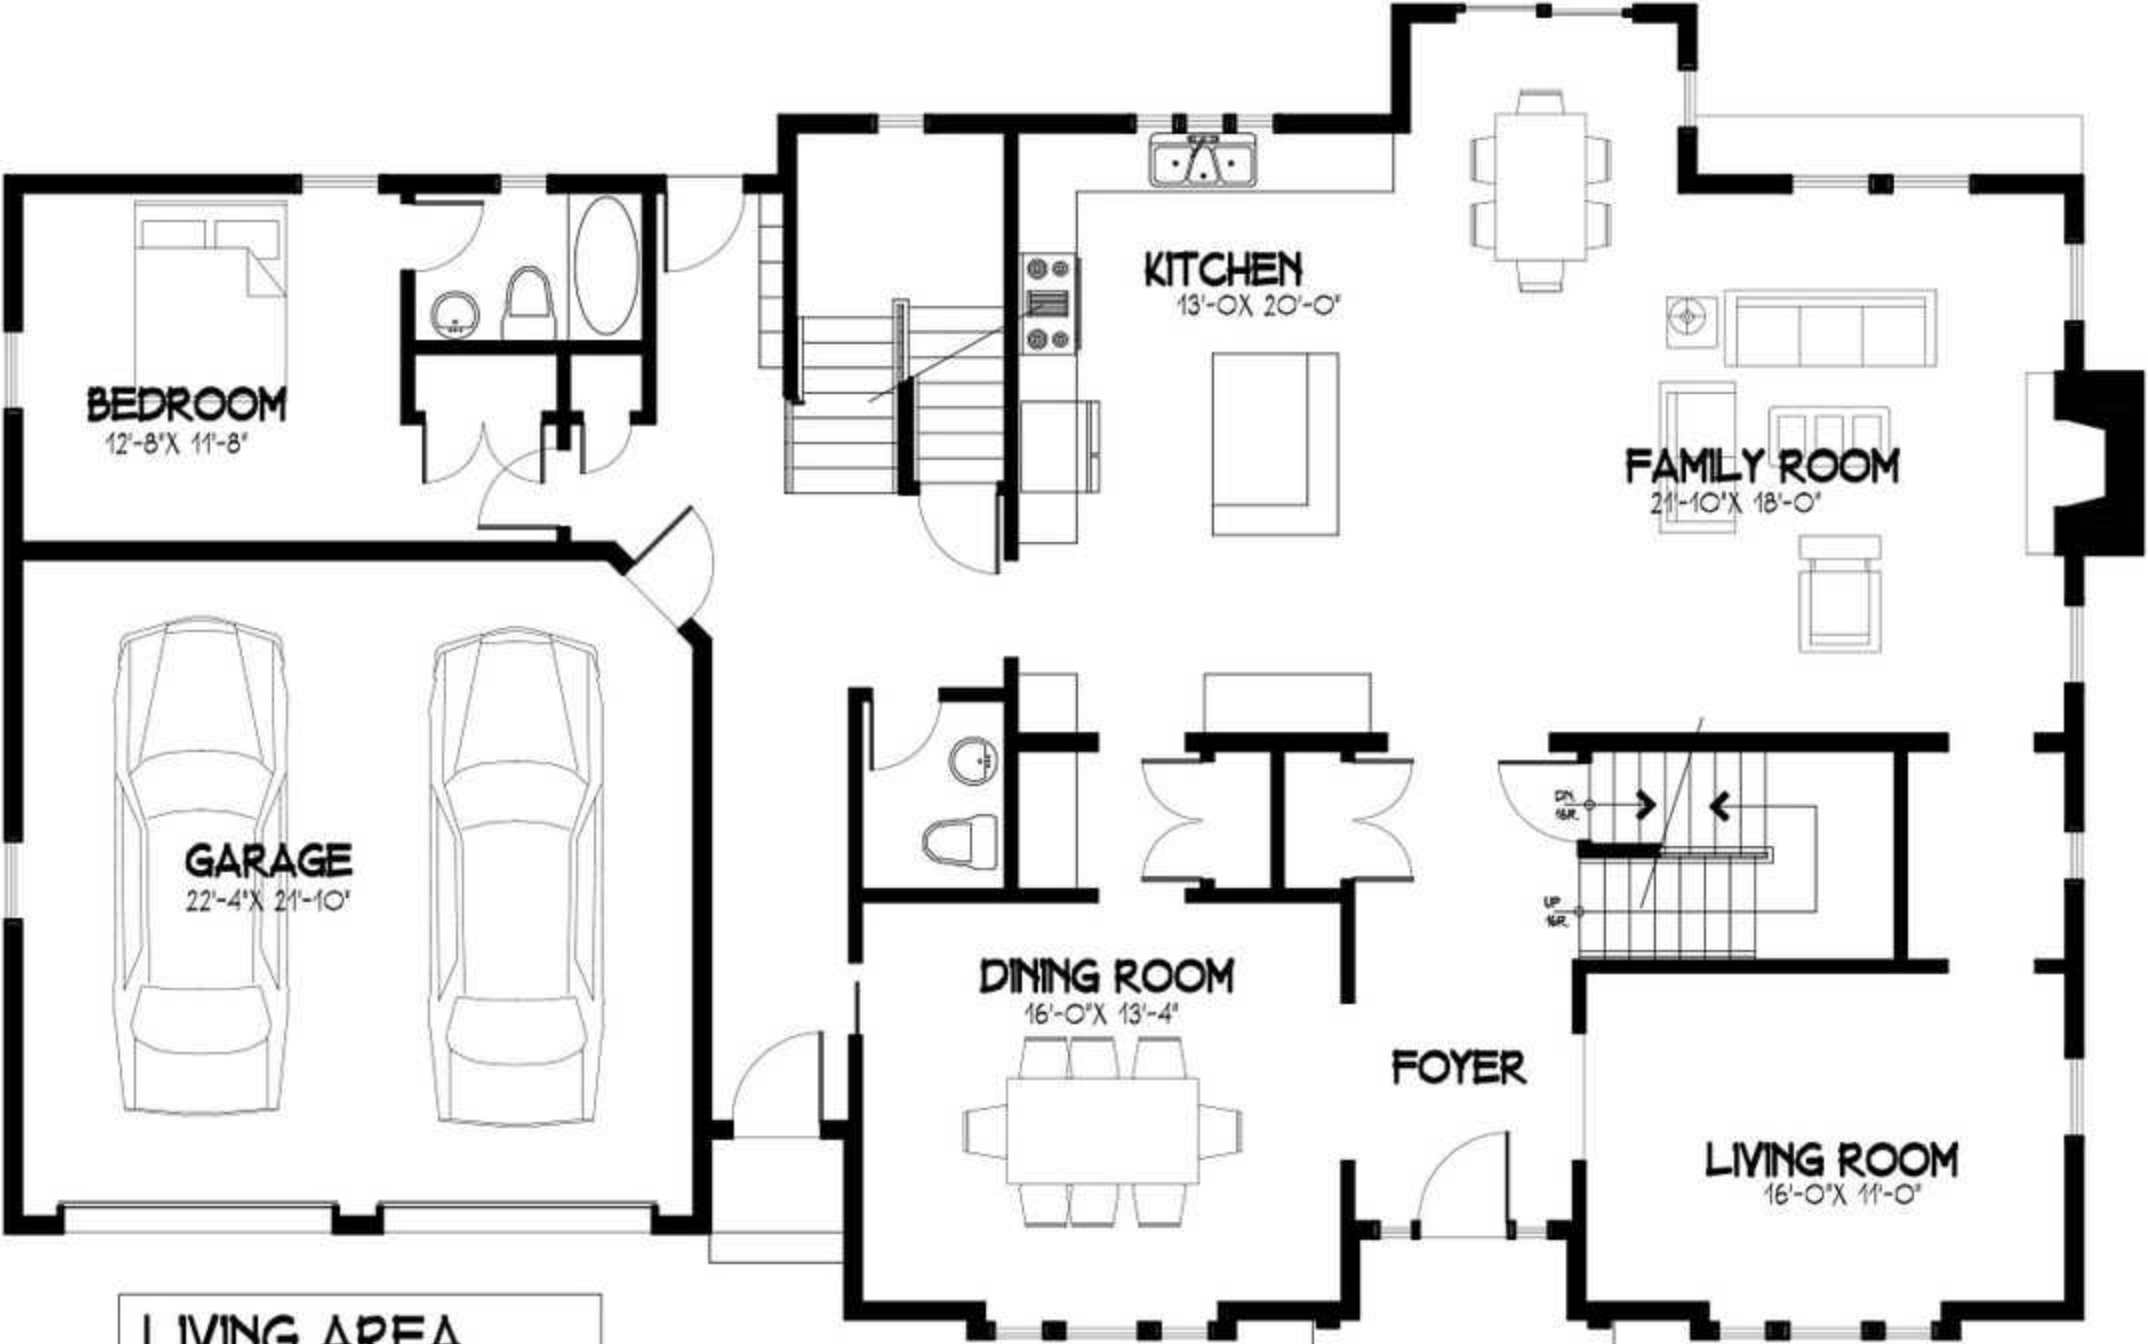 KITCHEN
13'-0X 20'-0"
BEDROOM
12'-8"X 11'-8"
FAMILY ROOM
21'-10"X 18'-0"
DN.
16R.
GARAGE
22'-4"X 21'-10"
UP
16R.
DINING ROOM
16'-0"X 13'-4"
FOYER
LIVING ROOM
16'-0"X 11'-0"
LIVING AREA